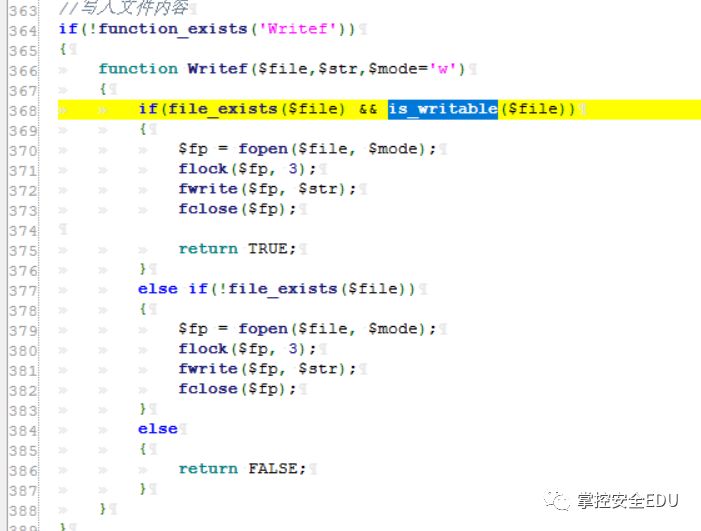 363 //写入文件内容
364 if(!function_exists('Writef'))
365 {
366 function Writef($file,$str,$mode='w')
367 {
368 if(file_exists($file) && is_writable($file))
369 {
370 $fp = fopen($file, $mode);
371 flock($fp, 3);
372 fwrite($fp, $str);
373 fclose($fp);
374
375 return TRUE;
376 }
377 else if(!file_exists($file))
378 {
379 $fp = fopen($file, $mode);
380 flock($fp, 3);
381 fwrite($fp, $str);
382 fclose($fp);
383 }
384 else
385 {
386 return FALSE;
387 }
388 }
389 }
掌控安全EDU